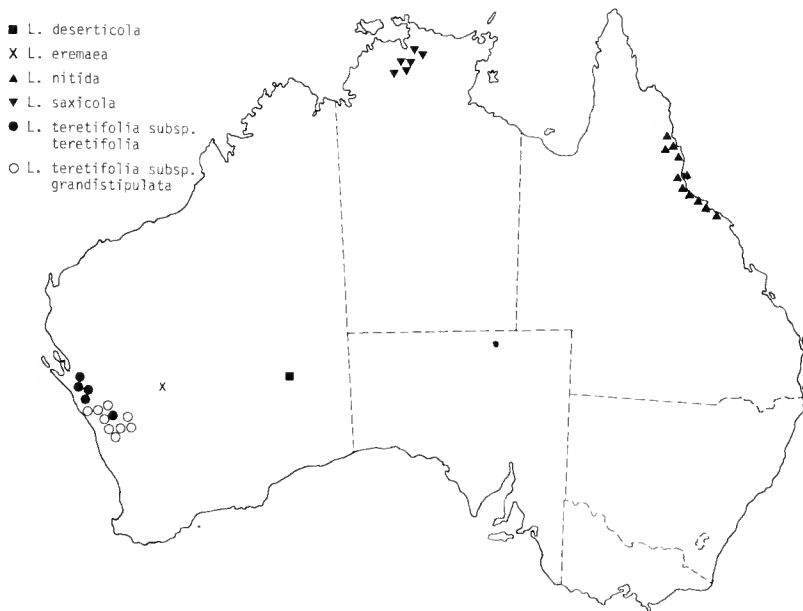 ■ L. deserticola
X L. eremaea
▲ L. nitida
▼ L. saxicola
● L. teretifolia subsp.
teretifolia
○ L. teretifolia subsp.
grandistipulata